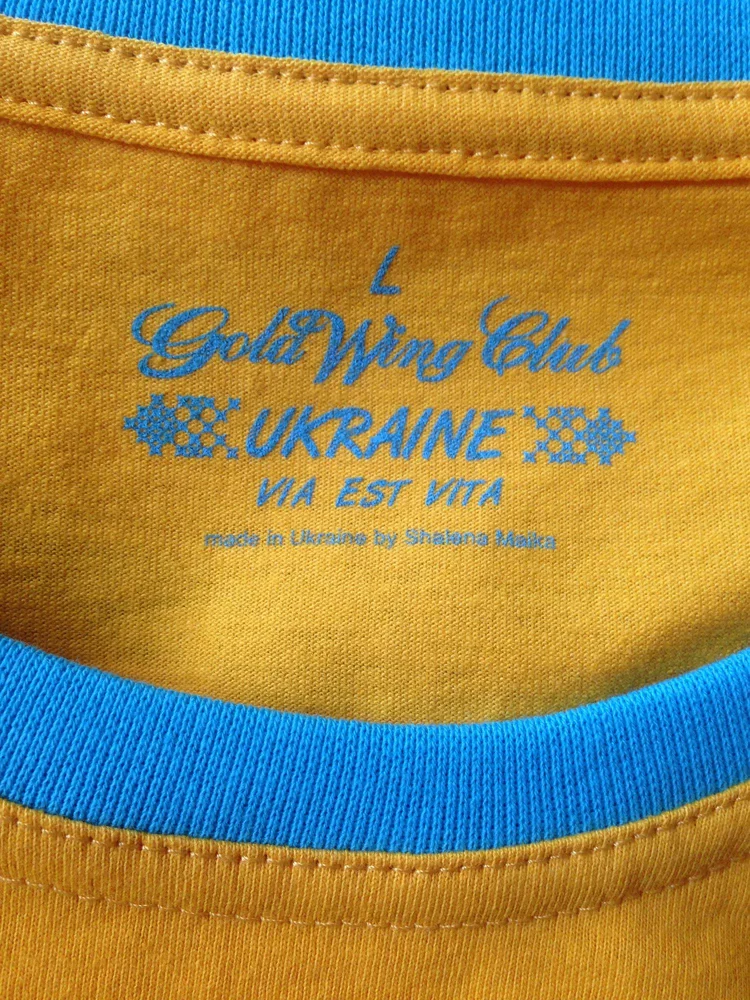 L
Gold Wing Club
UKRAINE
VIA EST VITA
made in Ukraine by Shalena Maika